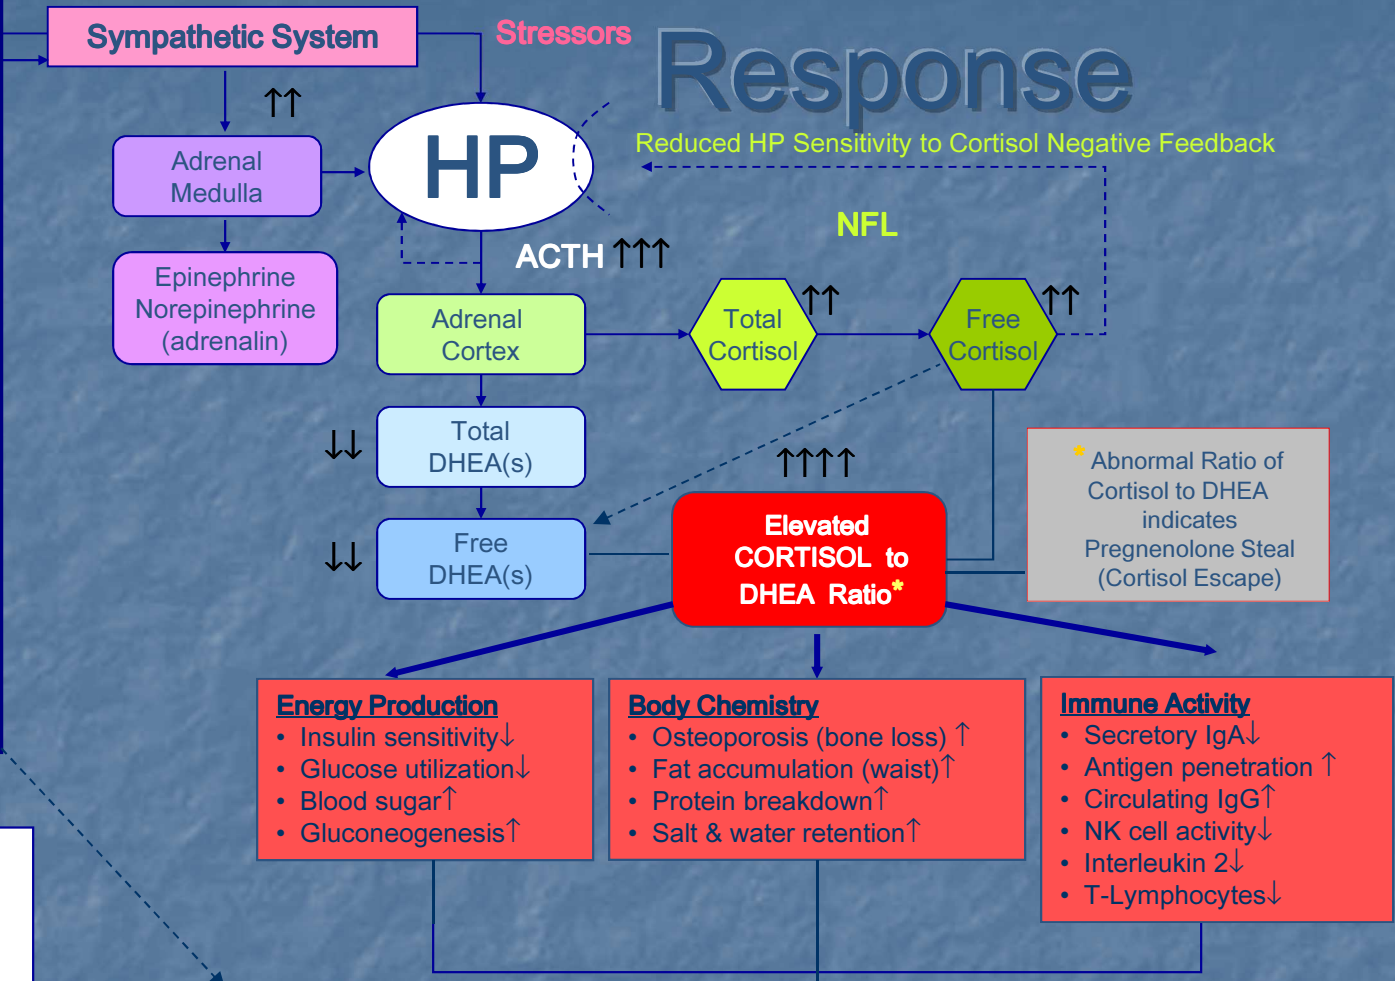 Sympathetic System
Stressors
Response
↑↑
Reduced HP Sensitivity to Cortisol Negative Feedback
Adrenal
Medulla
HP
NFL
ACTH ↑↑↑
Epinephrine
Norepinephrine
(adrenalin)
Adrenal
Cortex
Total
Cortisol
↑↑
Free
Cortisol
↑↑
↓↓
Total
DHEA(s)
↓↓
Free
DHEA(s)
↑↑↑↑
Elevated
CORTISOL to
DHEA Ratio*
* Abnormal Ratio of
Cortisol to DHEA
indicates
Pregnenolone Steal
(Cortisol Escape)
Energy Production
• Insulin sensitivity↓
• Glucose utilization↓
• Blood sugar↑
• Gluconeogenesis↑
Body Chemistry
• Osteoporosis (bone loss) ↑
• Fat accumulation (waist)↑
• Protein breakdown↑
• Salt & water retention↑
Immune Activity
• Secretory IgA↓
• Antigen penetration ↑
• Circulating IgG↑
• NK cell activity↓
• Interleukin 2↓
• T-Lymphocytes↓